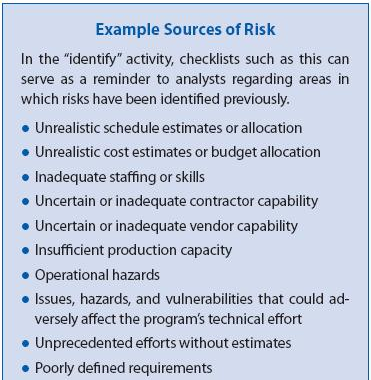 Example Sources of Risk
In the “identify” activity, checklists such as this can
serve as a reminder to analysts regarding areas in
which risks have been identified previously.
• Unrealistic schedule estimates or allocation
• Unrealistic cost estimates or budget allocation
• Inadequate staffing or skills
• Uncertain or inadequate contractor capability
• Uncertain or inadequate vendor capability
• Insufficient production capacity
• Operational hazards
• Issues, hazards, and vulnerabilities that could ad-
versely affect the program’s technical effort
• Unprecedented efforts without estimates
• Poorly defined requirements